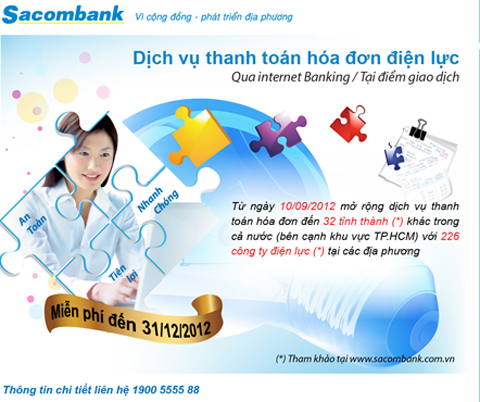 Sacombank Vì cộng đồng - phát triển địa phương
Dịch vụ thanh toán hóa đơn điện lực
Qua internet Banking / Tại điểm giao dịch
An Toàn
Nhanh Chóng
Tiện lợi
Từ ngày 10/09/2012 mở rộng dịch vụ thanh
toán hóa đơn đến 32 tỉnh thành (*) khác trong
cả nước (bên cạnh khu vực TP.HCM) với 226
công ty điện lực (*) tại các địa phương
Miễn phí đến 31/12/2012
(*) Tham khảo tại www.sacombank.com.vn
Thông tin chi tiết liên hệ 1900 5555 88